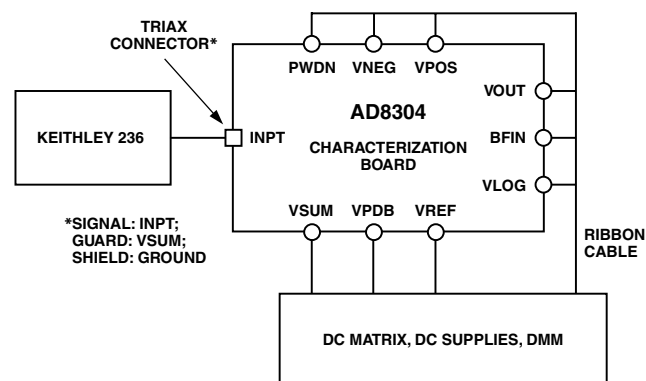 TRIAX
CONNECTOR*
PWDN VNEG VPOS
VOUT
AD8304
KEITHLEY 236
INPT
BFIN
CHARACTERIZATION
BOARD
VLOG
VSUM VPDB VREF
*SIGNAL: INPT;
GUARD: VSUM;
SHIELD: GROUND
RIBBON
CABLE
DC MATRIX, DC SUPPLIES, DMM